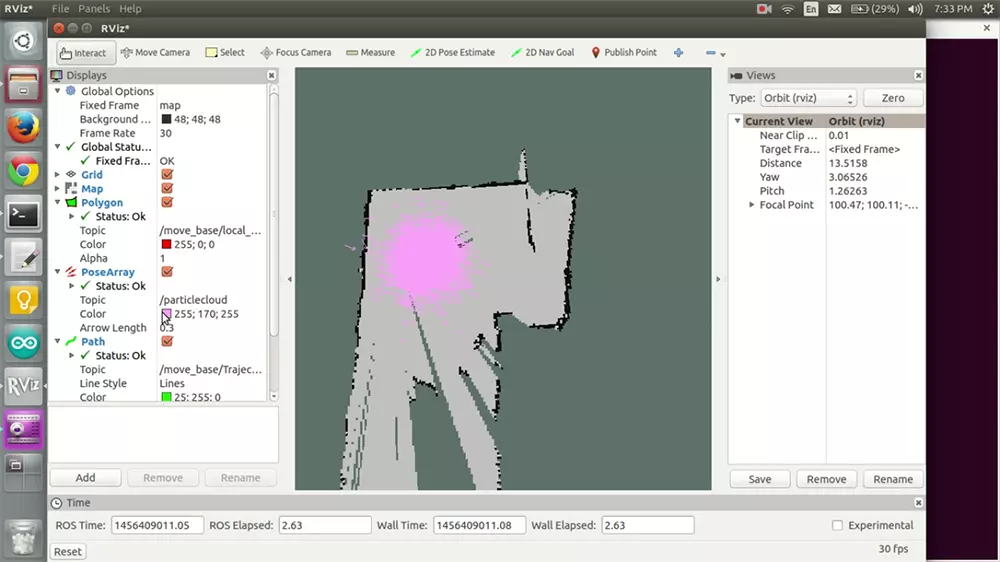 RViz* File Panels Help En (29%) 7:33 PM
RViz*
Interact Move Camera Select Focus Camera Measure 2D Pose Estimate 2D Nav Goal Publish Point
Displays
Global Options
Fixed Frame map
Background ... 48; 48; 48
Frame Rate 30
Global Statu...
Fixed Fra... OK
Grid
Map
Polygon
Status: Ok
Topic /move_base/local_...
Color 255; 0; 0
Alpha 1
PoseArray
Status: Ok
Topic /particlecloud
Color 255; 170; 255
Arrow Length 0.3
Path
Status: Ok
Topic /move_base/Trajec...
Line Style Lines
Color 25; 255; 0
Add Remove Rename
Views
Type: Orbit (rviz) Zero
Current View Orbit (rviz)
Near Clip ... 0.01
Target Fra... <Fixed Frame>
Distance 13.5158
Yaw 3.06526
Pitch 1.26263
Focal Point 100.47; 100.11; -...
Save Remove Rename
RViz
Time
ROS Time: 1456409011.05 ROS Elapsed: 2.63 Wall Time: 1456409011.08 Wall Elapsed: 2.63 Experimental
Reset 30 fps